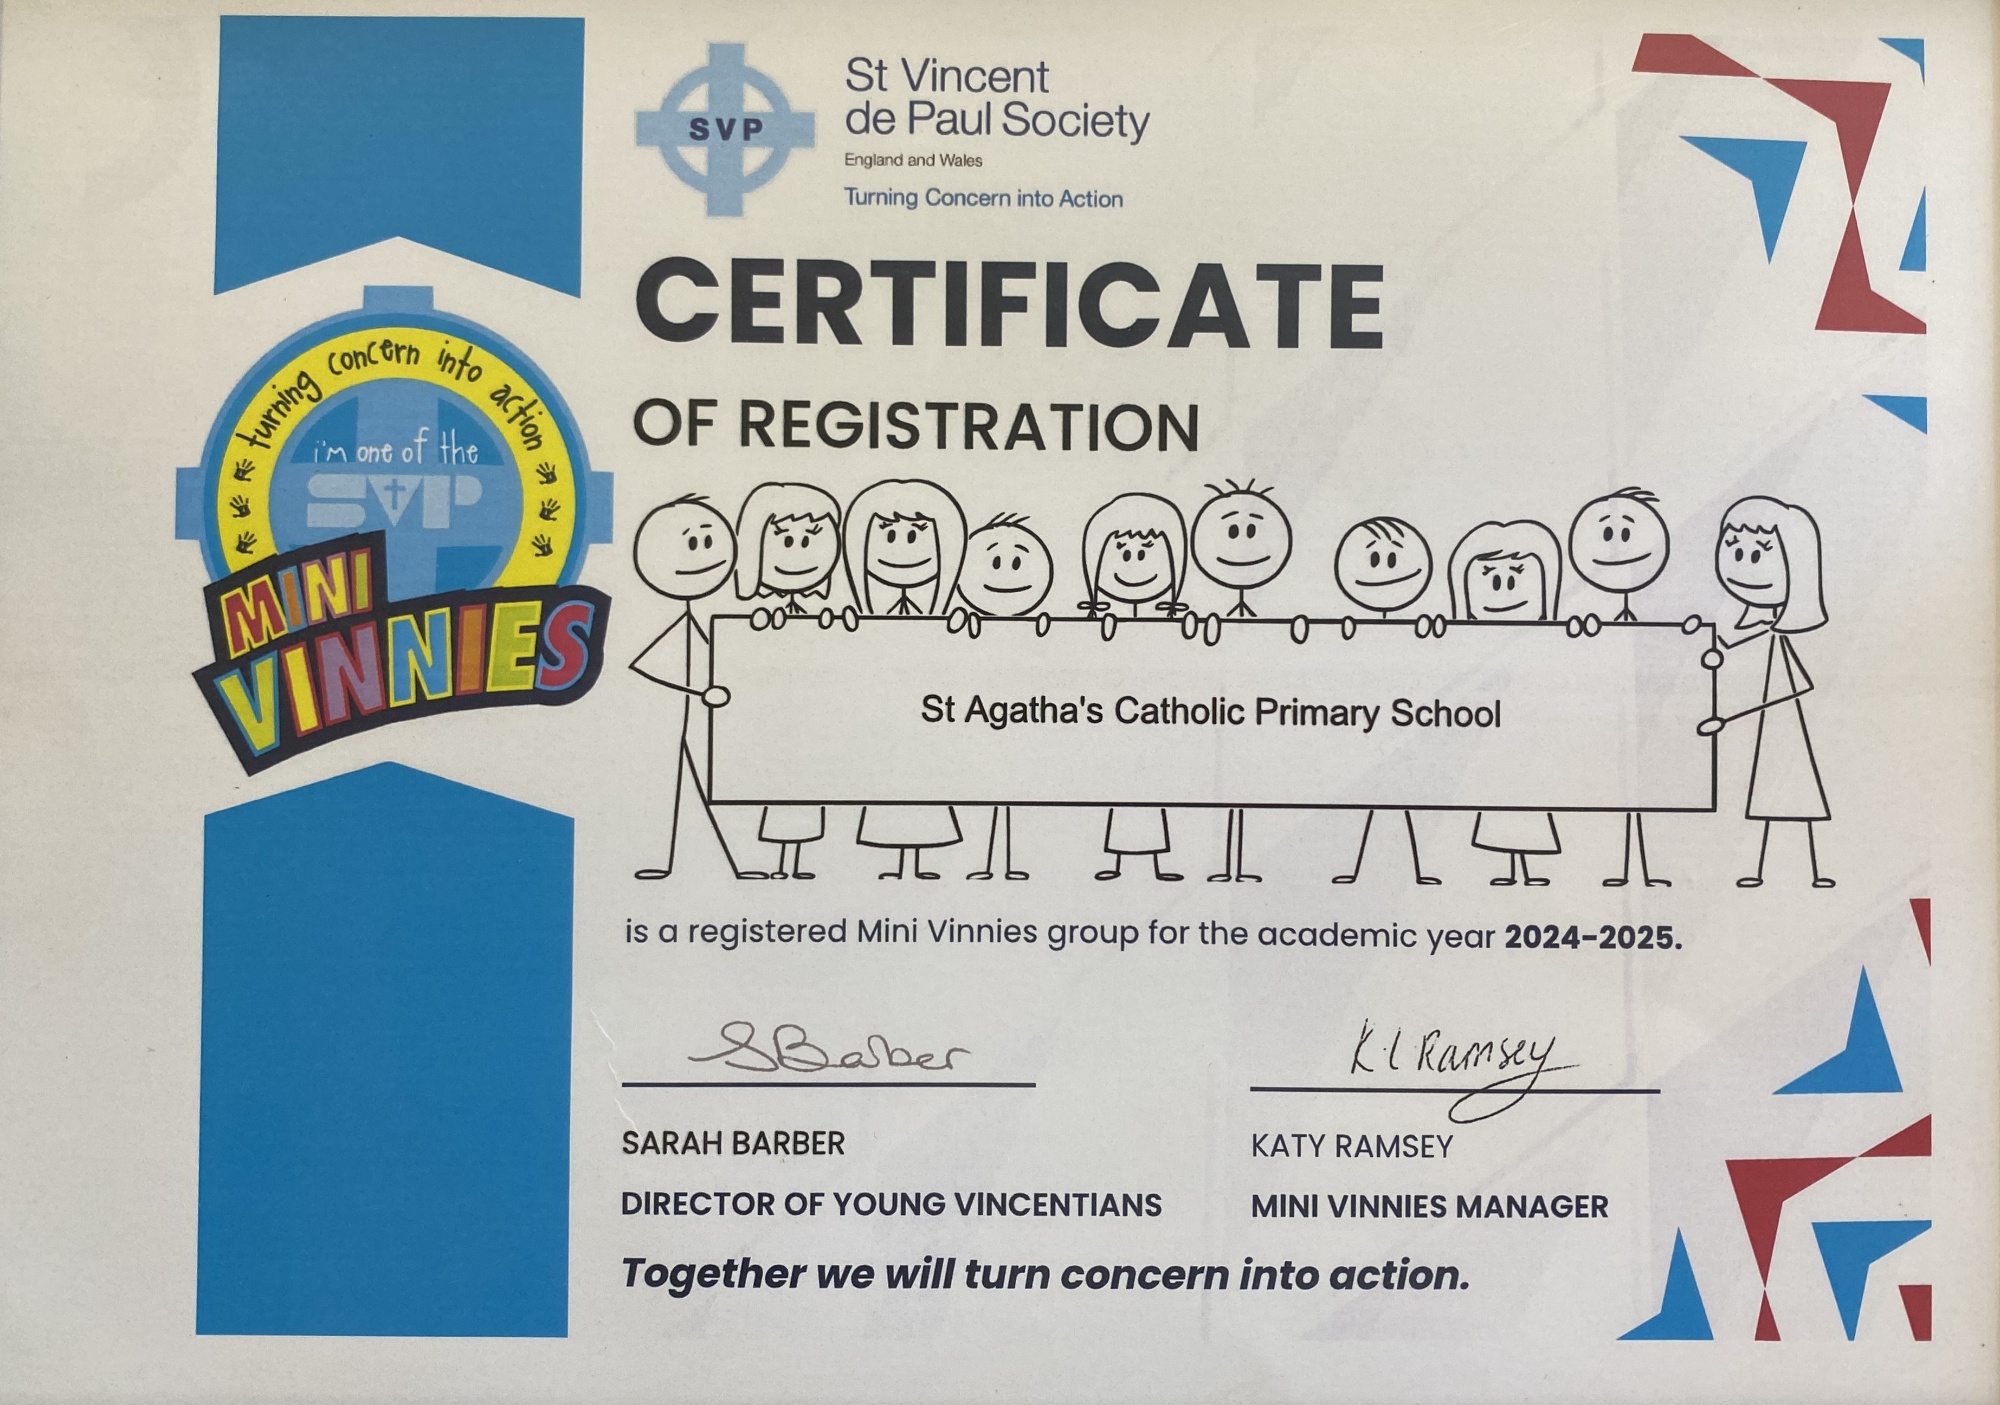 SVP
St Vincent
de Paul Society
England and Wales
Turning Concern into Action
CERTIFICATE
OF REGISTRATION
turning concern into action
i'm one of the
SVP
MINI
VINNIES
St Agatha's Catholic Primary School
is a registered Mini Vinnies group for the academic year 2024-2025.
S Barber
K L Ramsey
SARAH BARBER
KATY RAMSEY
DIRECTOR OF YOUNG VINCENTIANS
MINI VINNIES MANAGER
Together we will turn concern into action.